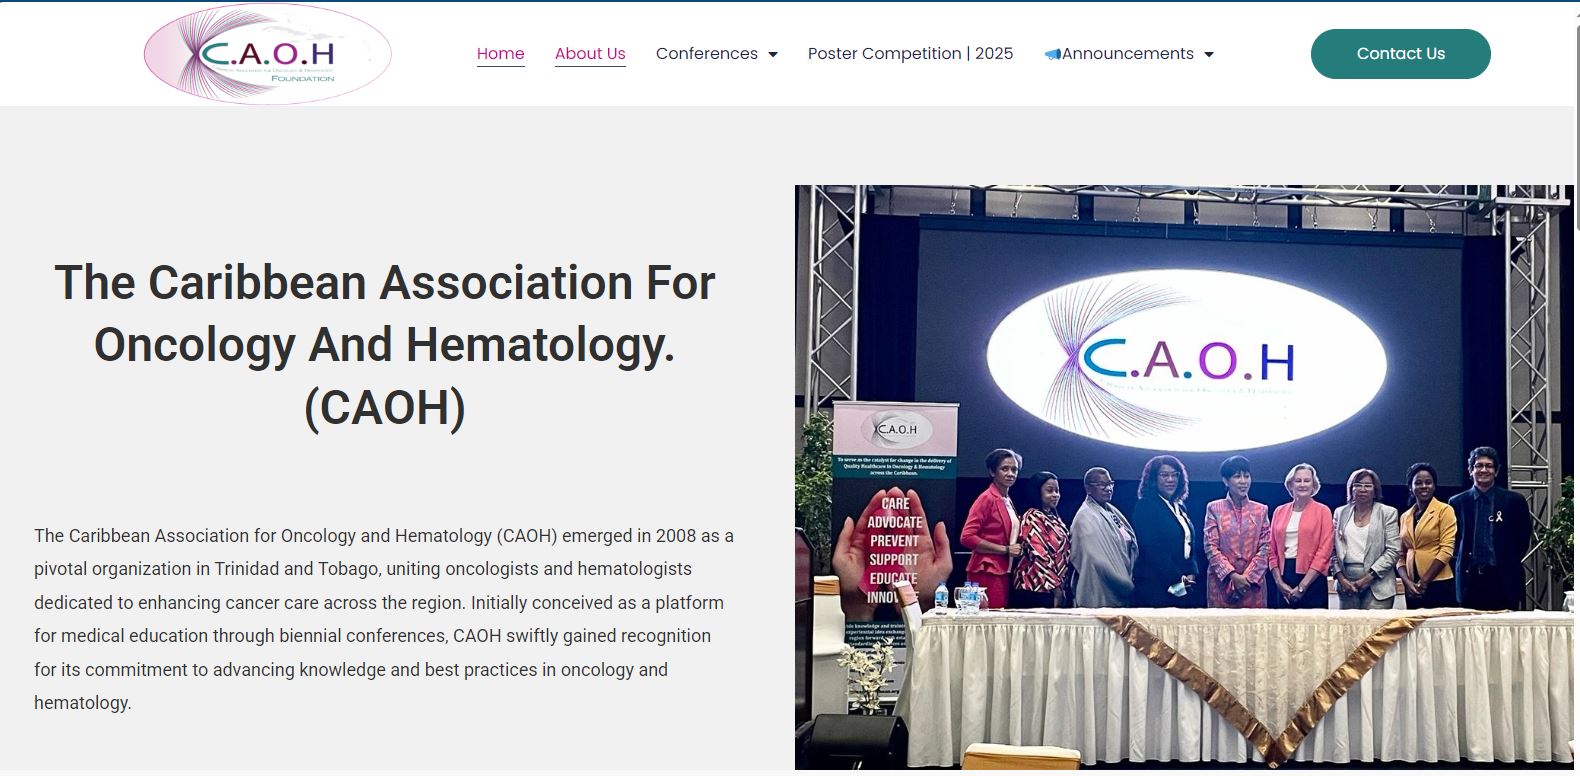 C.A.O.H
FOUNDATION
Home
About Us
Conferences
Poster Competition | 2025
Announcements
Contact Us
The Caribbean Association For
Oncology And Hematology.
(CAOH)
The Caribbean Association for Oncology and Hematology (CAOH) emerged in 2008 as a
pivotal organization in Trinidad and Tobago, uniting oncologists and hematologists
dedicated to enhancing cancer care across the region. Initially conceived as a platform
for medical education through biennial conferences, CAOH swiftly gained recognition
for its commitment to advancing knowledge and best practices in oncology and
hematology.
C.A.O.H
C.A.O.H
To serve as the catalyst for change in the delivery of
Quality Healthcare in Oncology & Hematology
across the Caribbean.
CARE
ADVOCATE
PREVENT
SUPPORT
EDUCATE